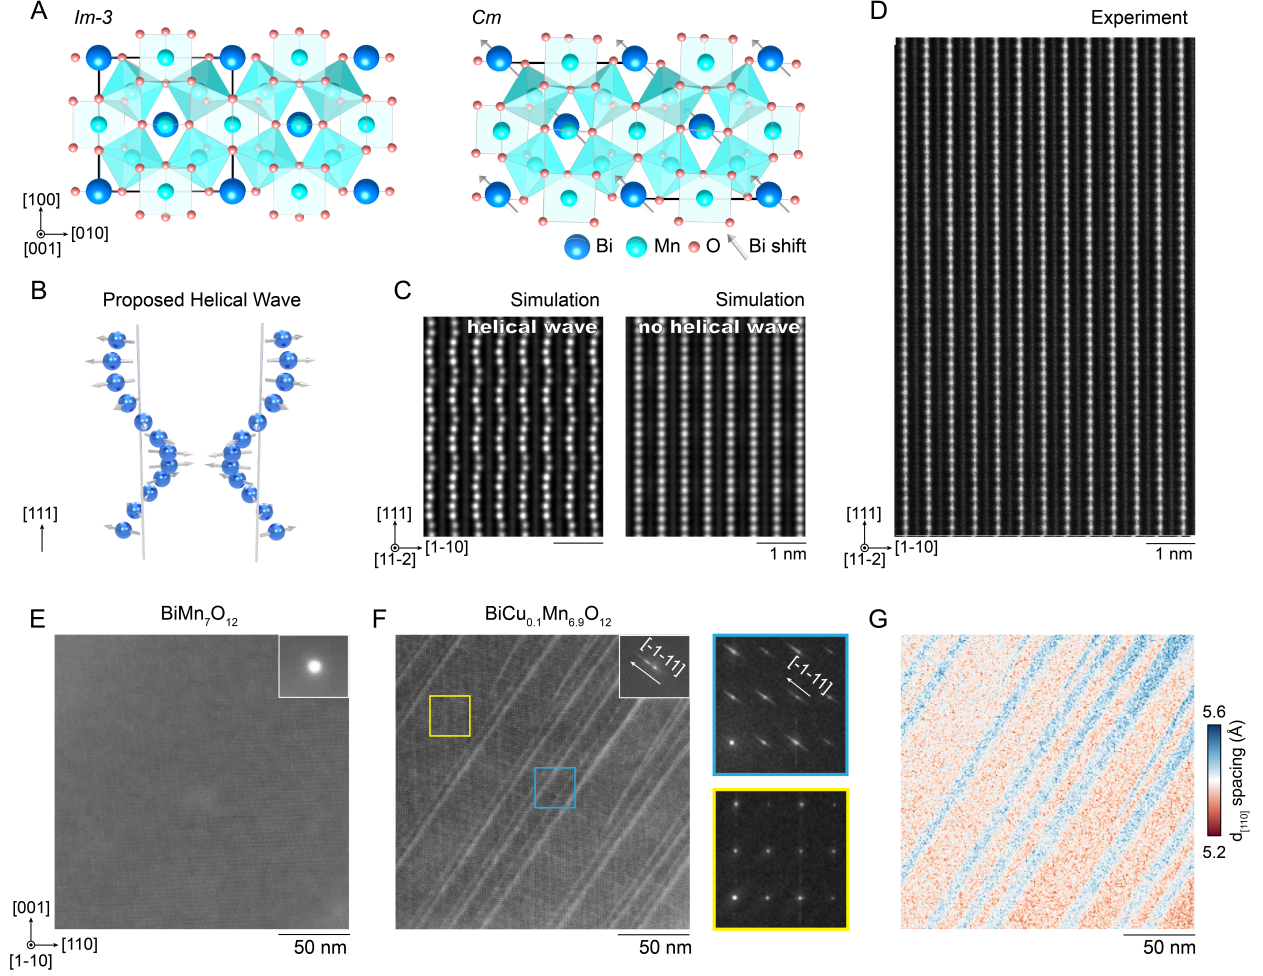 A
Im-3
Cm
D
Experiment
[100]
[010]
[001]
Bi
Mn
O
Bi shift
B
Proposed Helical Wave
C
Simulation
helical wave
Simulation
no helical wave
[111]
[111]
[1-10]
[11-2]
1 nm
[111]
[1-10]
[11-2]
1 nm
E
BiMn₇O₁₂
F
BiCu₀.₁Mn₆.₉O₁₂
[-1-11]
[-1-11]
G
5.6
d[110] spacing (Å)
5.2
[001]
[110]
[1-10]
50 nm
50 nm
50 nm